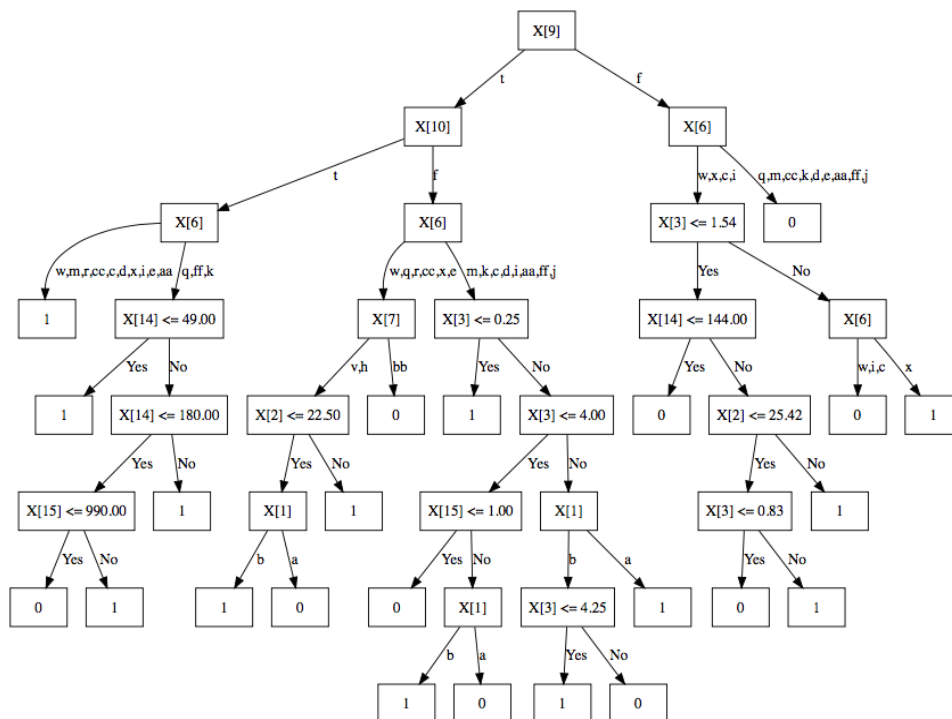 X[9]
t
f
X[10]
X[6]
t
f
w,x,c,i
q,m,cc,k,d,e,aa,ff,j
X[6]
X[6]
X[3] <= 1.54
0
w,m,r,cc,c,d,x,i,e,aa
q,ff,k
w,q,r,cc,x,e
m,k,c,d,i,aa,ff,j
Yes
No
1
X[14] <= 49.00
X[7]
X[3] <= 0.25
X[14] <= 144.00
X[6]
Yes
No
v,h
bb
Yes
No
Yes
No
w,i,c
x
1
X[14] <= 180.00
X[2] <= 22.50
0
1
X[3] <= 4.00
0
X[2] <= 25.42
0
1
Yes
No
Yes
No
Yes
No
Yes
No
X[15] <= 990.00
1
X[1]
1
X[15] <= 1.00
X[1]
X[3] <= 0.83
1
Yes
No
b
a
Yes
No
b
a
Yes
No
0
1
1
0
0
X[1]
X[3] <= 4.25
1
0
1
b
a
Yes
No
1
0
1
0